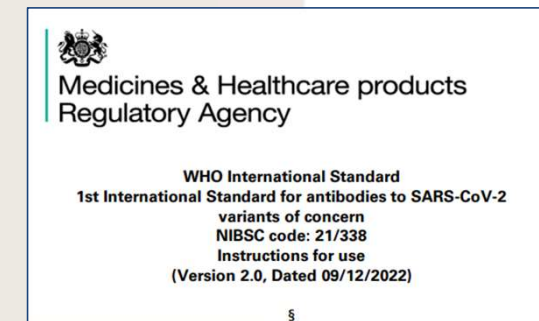 Medicines & Healthcare products
Regulatory Agency
WHO International Standard
1st International Standard for antibodies to SARS-CoV-2
variants of concern
NIBSC code: 21/338
Instructions for use
(Version 2.0, Dated 09/12/2022)
§